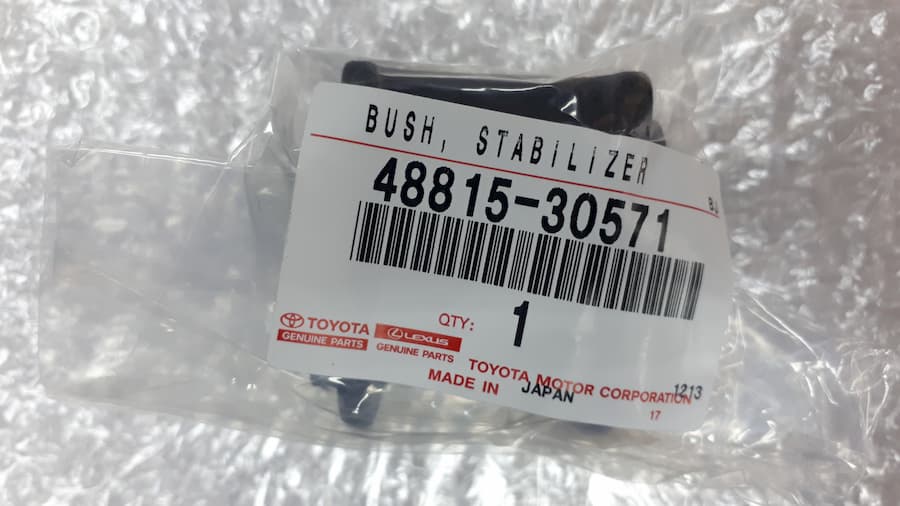 BUSH, STABILIZER
48815-30571
QTY: 1
TOYOTA
GENUINE PARTS
LEXUS
GENUINE PARTS
TOYOTA MOTOR CORPORATION
1213
MADE IN JAPAN
17